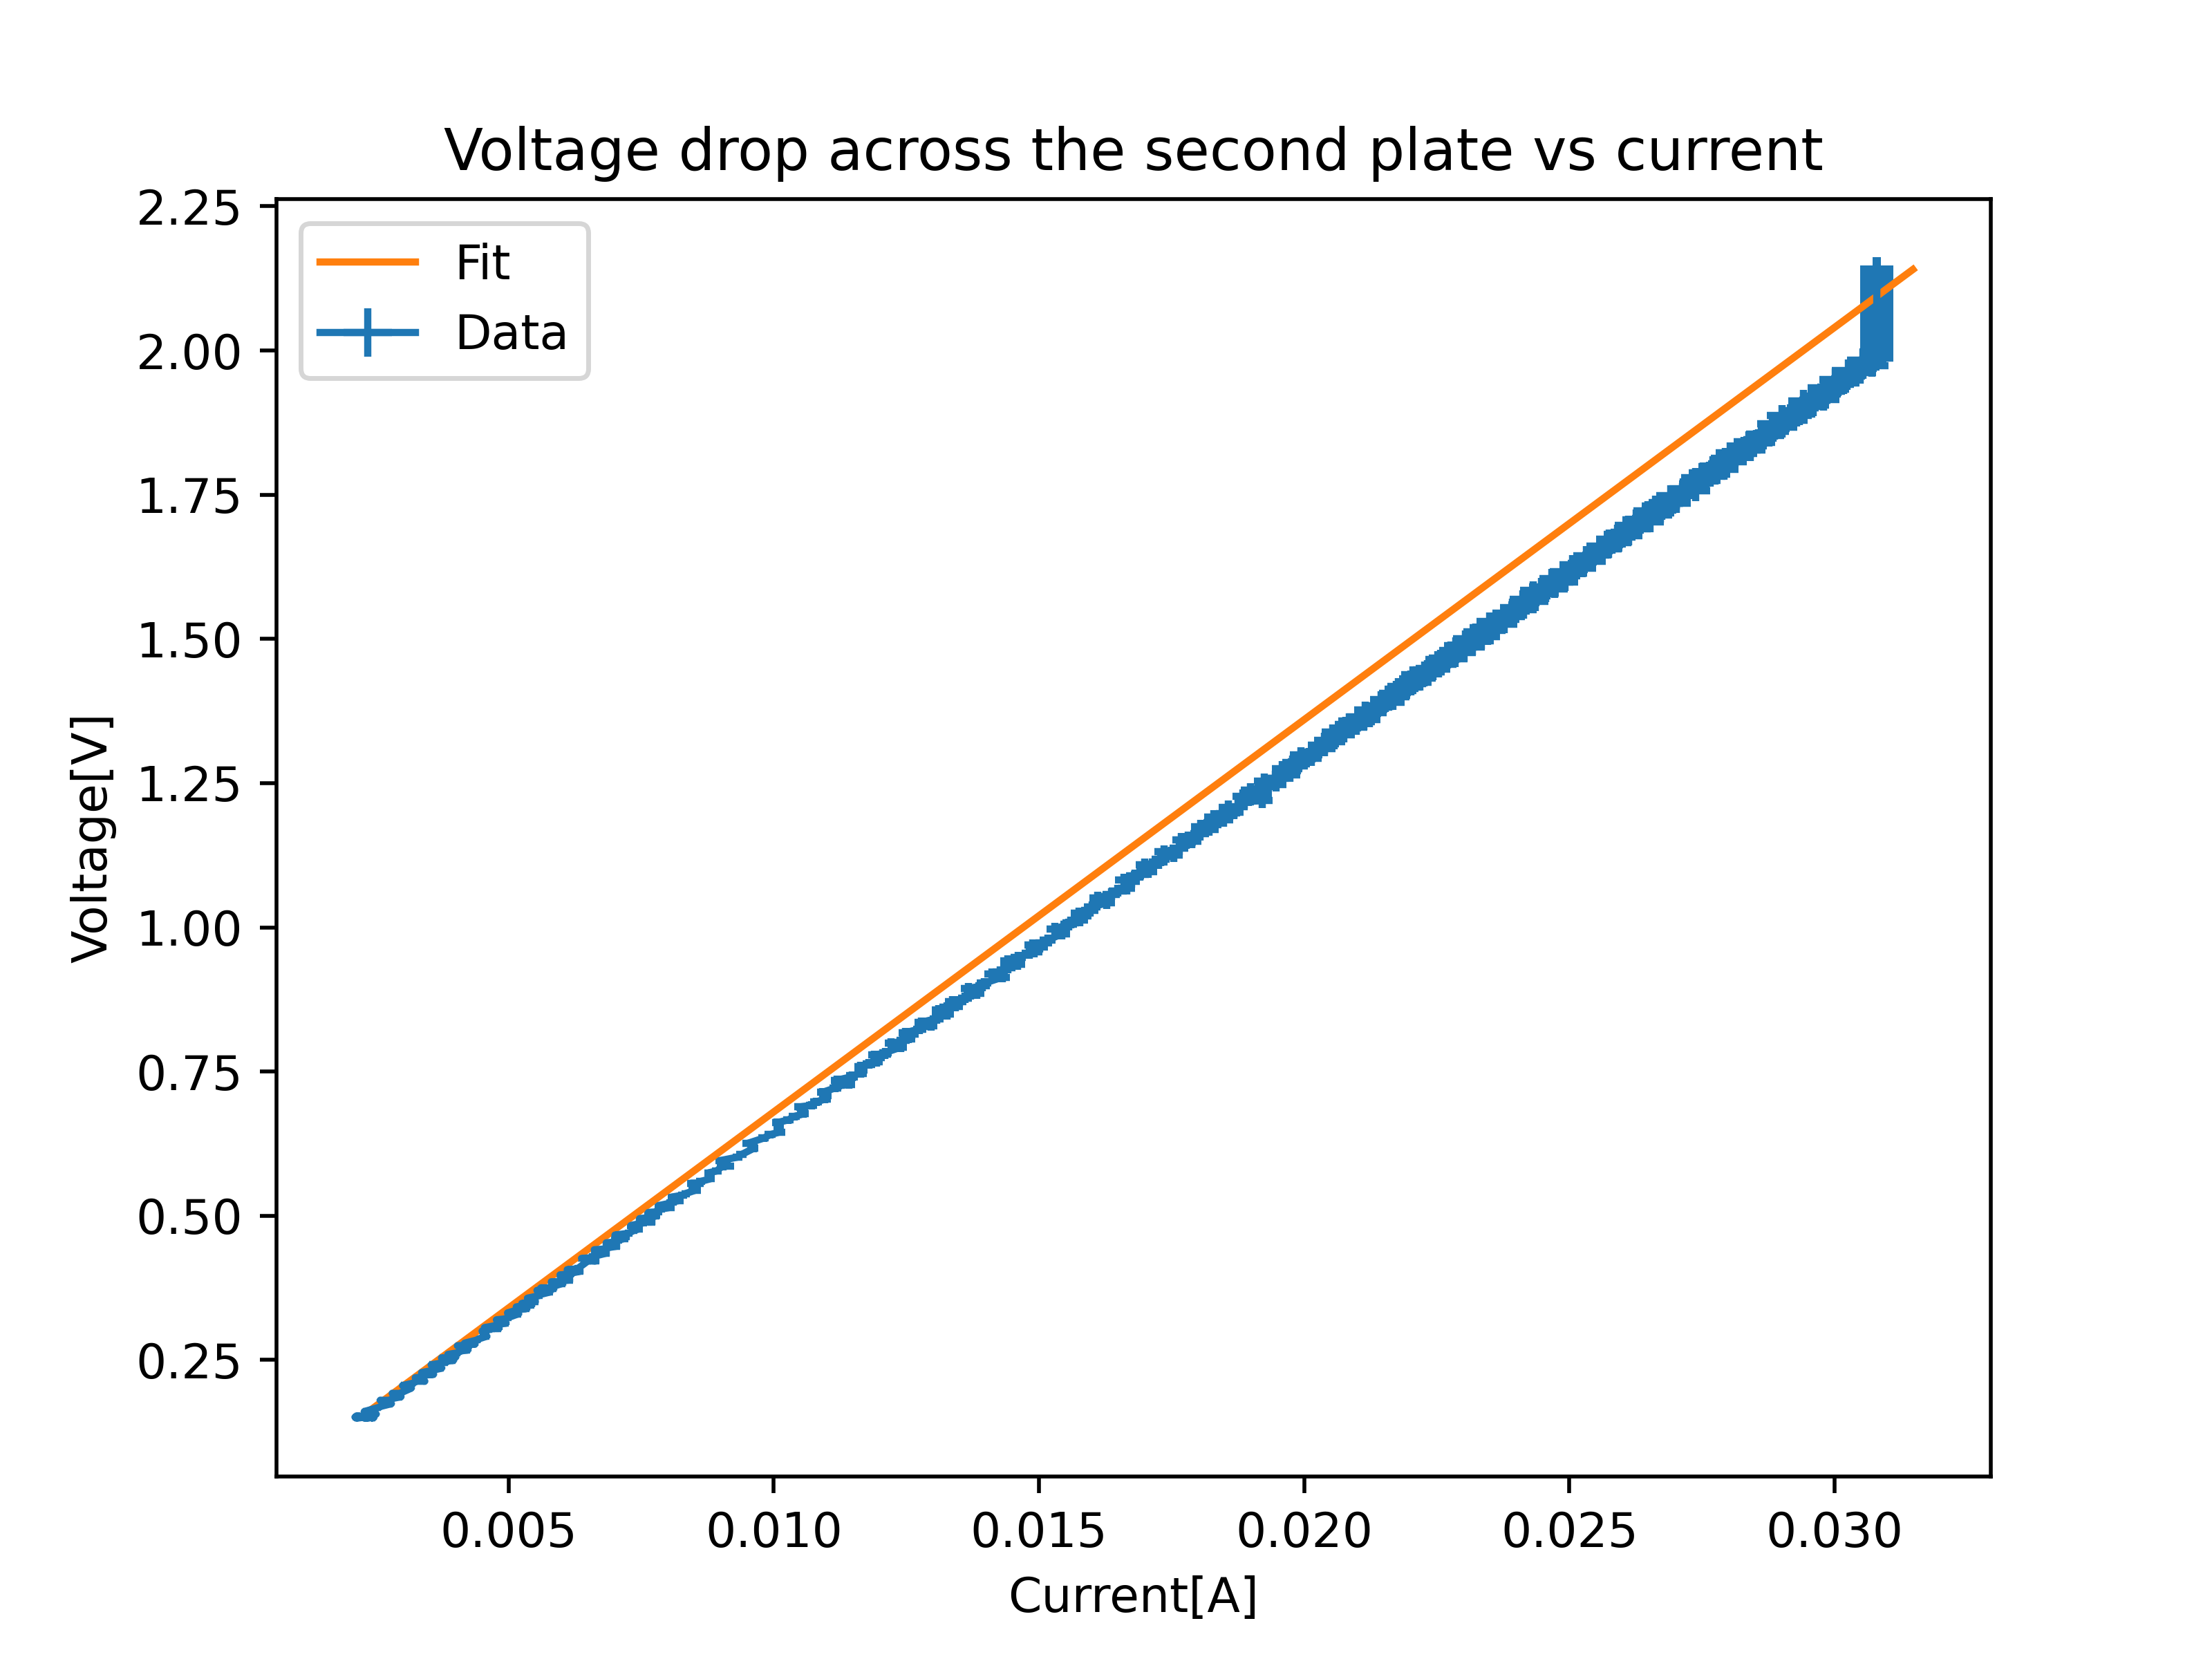 Voltage drop across the second plate vs current
Fit
Data
2.25
2.00
1.75
1.50
1.25
1.00
0.75
0.50
0.25
Voltage[V]
0.005 0.010 0.015 0.020 0.025 0.030
Current[A]